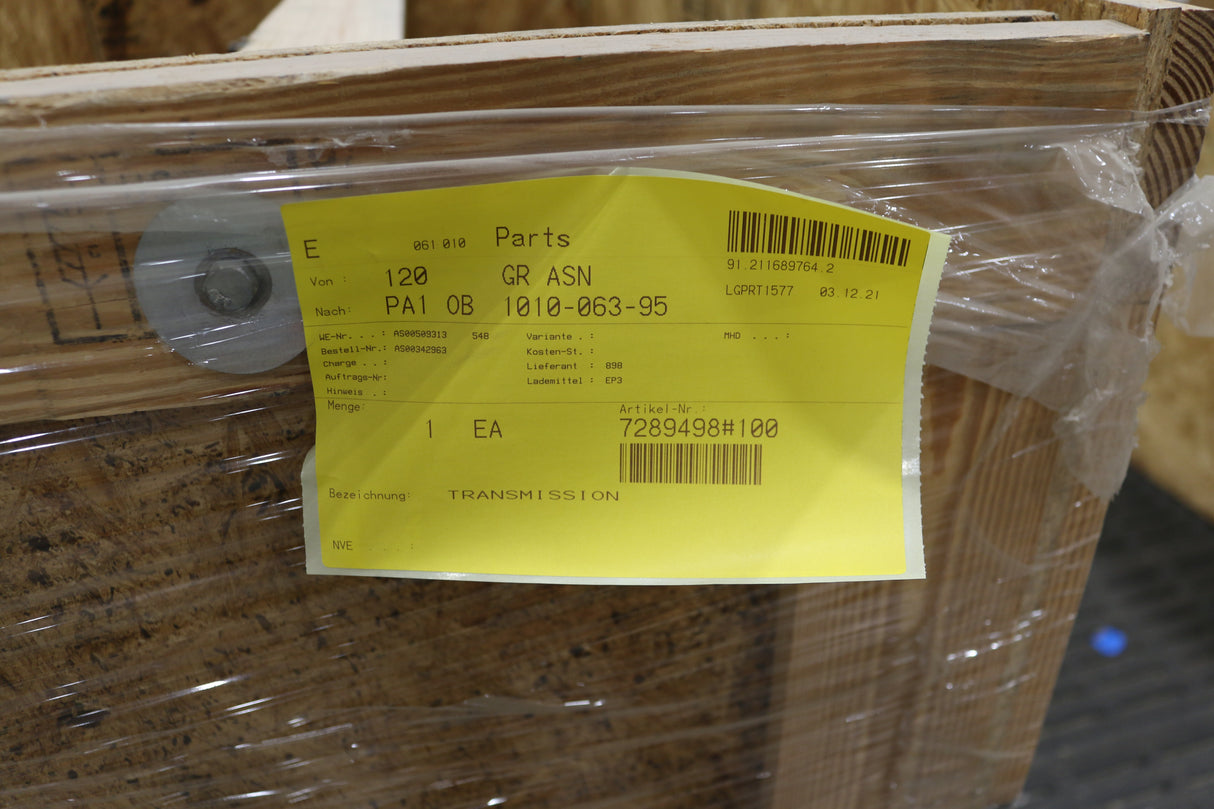 E 061 010 Parts
91.211689764.2
Von : 120 GR ASN
LGPRT1577 03.12.21
Nach: PA1 OB 1010-063-95
WE-Nr. . . : AS00509313 548 Variante . : MHD . . . :
Bestell-Nr.: AS00342963 Kosten-St. :
Charge . . : Lieferant : 898
Auftrags-Nr: Lademittel : EP3
Hinweis . :
Menge: Artikel-Nr.:
1 EA 7289498#100
Bezeichnung: TRANSMISSION
NVE . . . . :